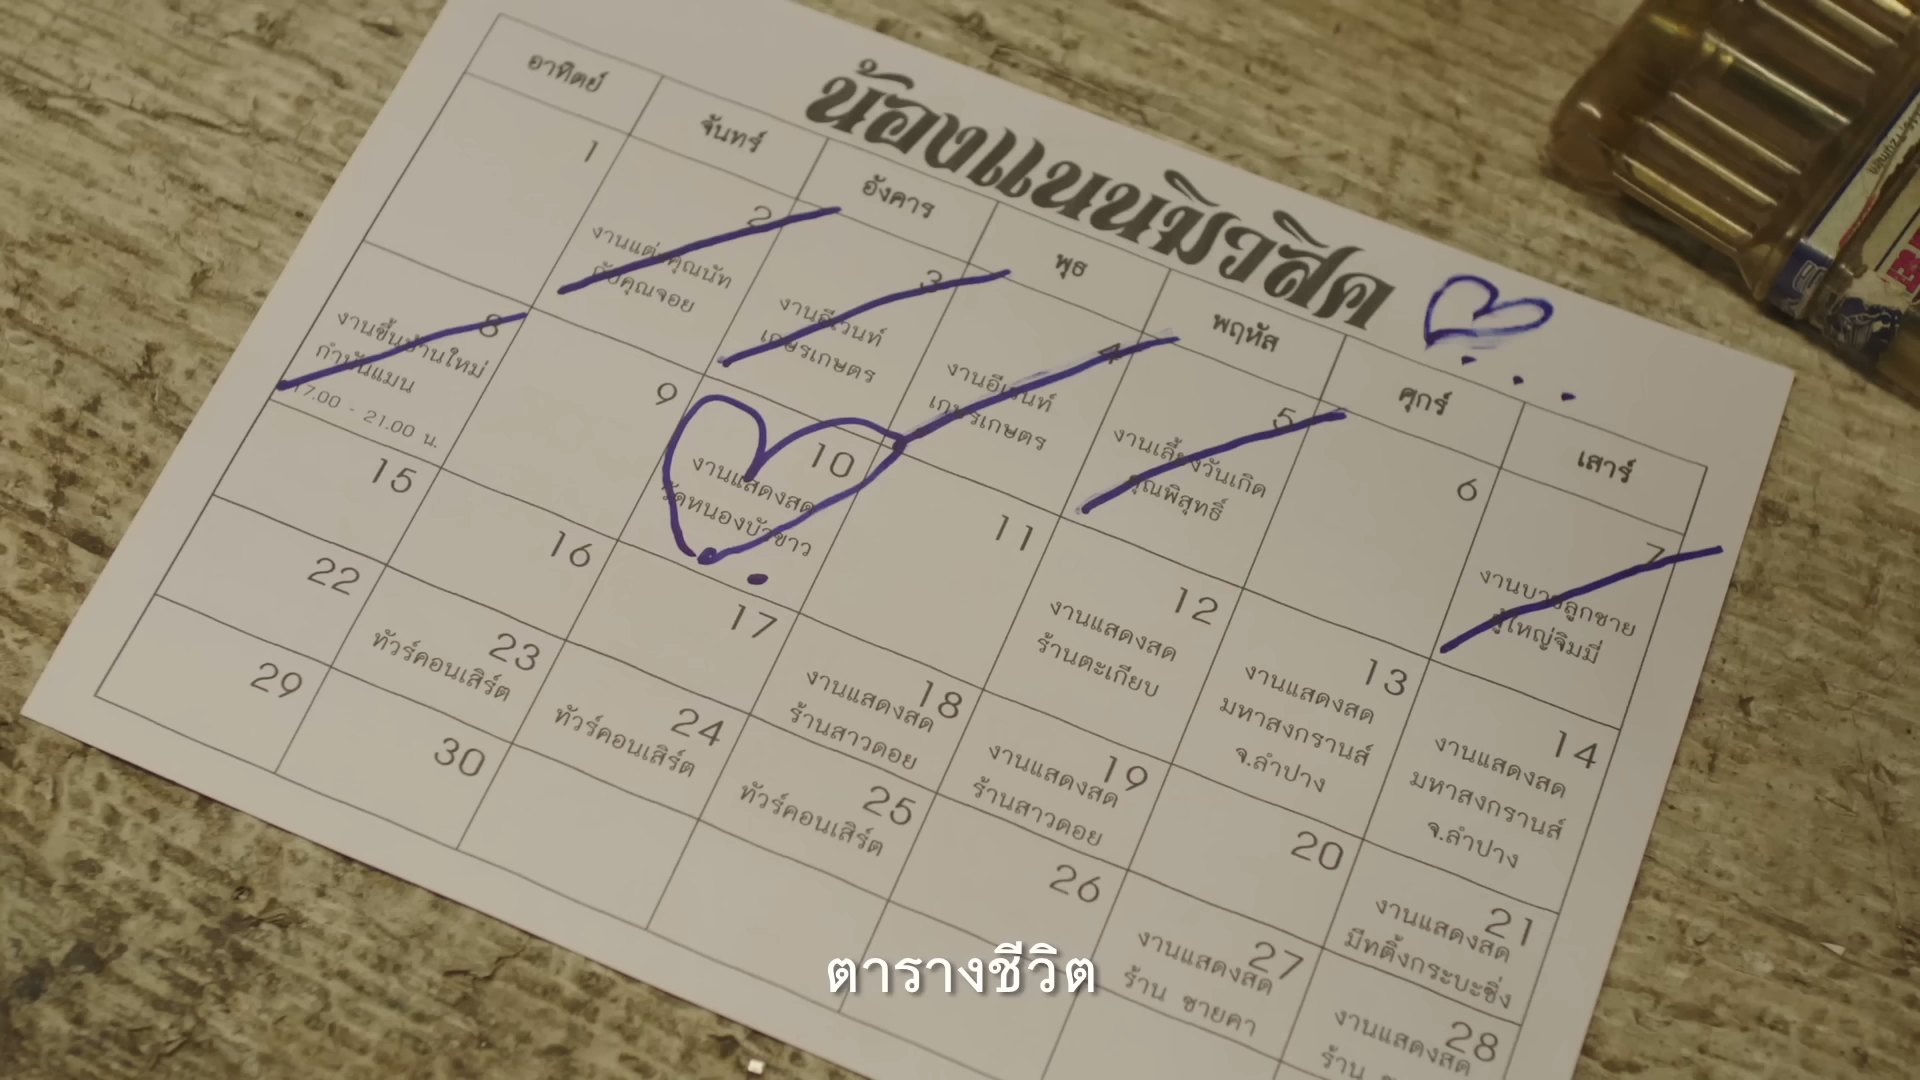 น้องแนนมิวสิค
อาทิตย์
จันทร์
อังคาร
พุธ
พฤหัส
ศุกร์
เสาร์
1
2
งานแต่งคุณนัท
กับคุณจอย
3
งานอีเวนท์
เกษรเกษตร
4
งานอีเวนท์
เกษรเกษตร
5
งานเลี้ยงวันเกิด
คุณพิสุทธิ์
6
7
งานบวชลูกชาย
ผู้ใหญ่จิมมี่
8
งานขึ้นบ้านใหม่
กำนันแมน
17.00 - 21.00 น.
9
10
งานแสดงสด
วัดหนองบัวขาว
11
12
งานแสดงสด
ร้านตะเกียบ
13
งานแสดงสด
มหาสงกรานส์
จ.ลำปาง
14
งานแสดงสด
มหาสงกรานส์
จ.ลำปาง
15
16
17
18
งานแสดงสด
ร้านสาวดอย
19
งานแสดงสด
ร้านสาวดอย
20
21
งานแสดงสด
มีทติ้งกระบะซิ่ง
22
23
ทัวร์คอนเสิร์ต
24
ทัวร์คอนเสิร์ต
25
ทัวร์คอนเสิร์ต
26
27
งานแสดงสด
ร้าน ชายคา
28
งานแสดงสด
ร้าน
29
30
ตารางชีวิต